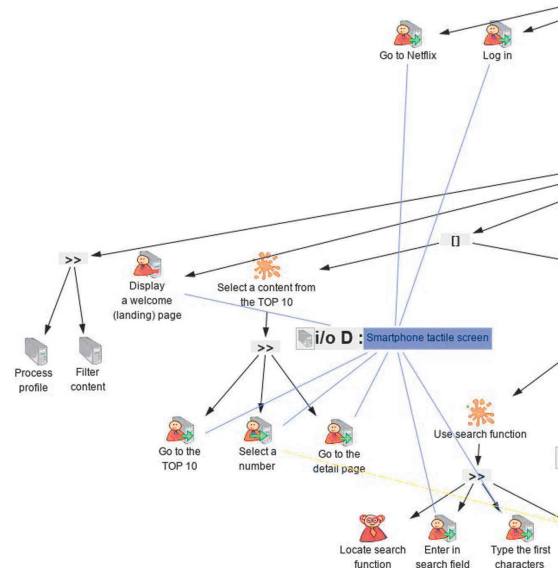 Go to Netflix
Log in
[]
>>
Display
a welcome
(landing) page
Select a content from
the TOP 10
i/o D : Smartphone tactile screen
>>
Process
profile
Filter
content
Use search function
Go to the
TOP 10
Select a
number
Go to the
detail page
>>
Locate search
function
Enter in
search field
Type the first
characters